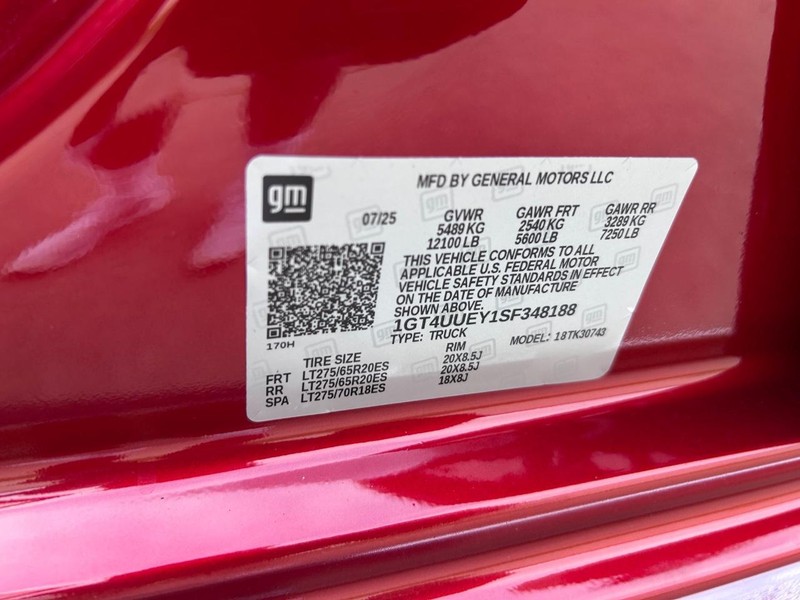 gm
MFD BY GENERAL MOTORS LLC
07/25 GVWR GAWR FRT GAWR RR
5489 KG 2540 KG 3289 KG
12100 LB 5600 LB 7250 LB
THIS VEHICLE CONFORMS TO ALL
APPLICABLE U.S. FEDERAL MOTOR
VEHICLE SAFETY STANDARDS IN EFFECT
ON THE DATE OF MANUFACTURE
SHOWN ABOVE.
1GT4UUEY1SF348188
170H
TYPE: TRUCK MODEL: 18TK30743
TIRE SIZE RIM
FRT LT275/65R20ES 20X8.5J
RR LT275/65R20ES 20X8.5J
SPA LT275/70R18ES 18X8J